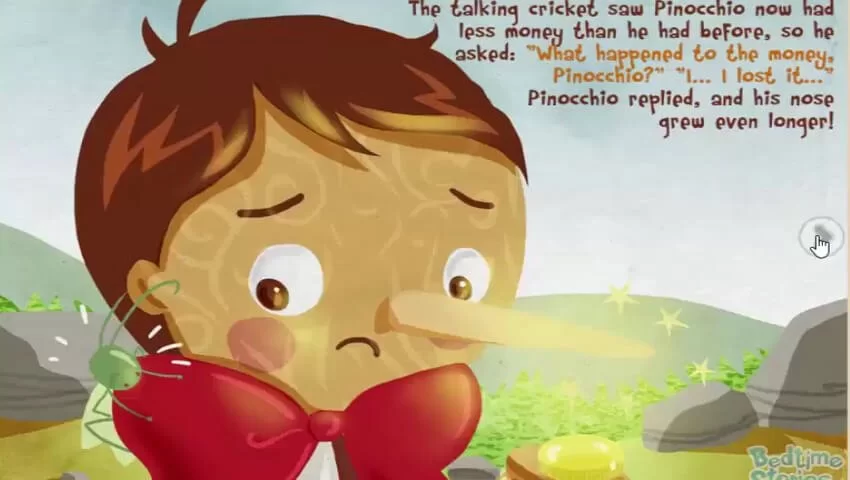 The talking cricket saw Pinocchio now had
less money than he had before, so he
asked: "What happened to the money,
Pinocchio?" "I... I lost it..."
Pinocchio replied, and his nose
grew even longer!
Bedtime
Stories